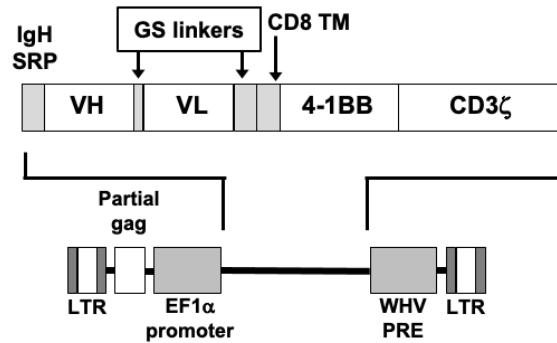 IgH
SRP
GS linkers
CD8 TM
VH
VL
4-1BB
CD3ζ
Partial
gag
LTR
EF1α
promoter
WHV
PRE
LTR